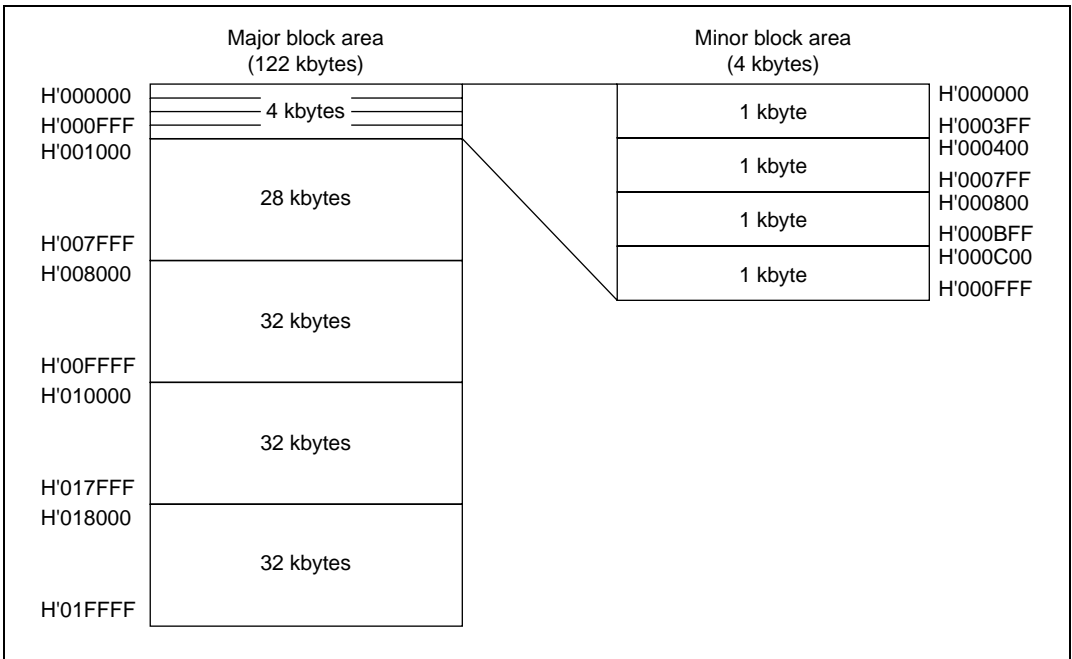 Major block area
(122 kbytes)
H'000000
4 kbytes
H'000FFF
H'001000
28 kbytes
H'007FFF
H'008000
32 kbytes
H'00FFFF
H'010000
32 kbytes
H'017FFF
H'018000
32 kbytes
H'01FFFF
Minor block area
(4 kbytes)
H'000000
1 kbyte
H'0003FF
H'000400
1 kbyte
H'0007FF
H'000800
1 kbyte
H'000BFF
H'000C00
1 kbyte
H'000FFF